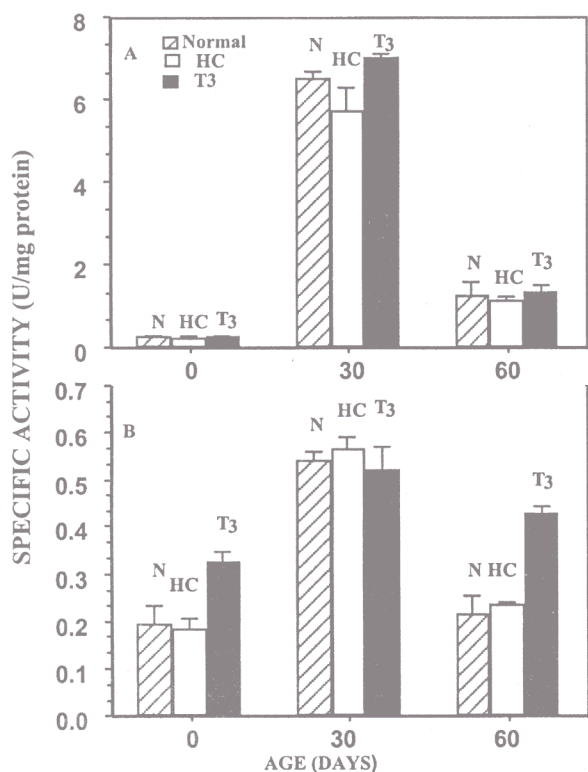 8
A
Normal
HC
T3
N
HC
T3
6
4
2
N
HC
T3
N HC T3
0
0
30
60
SPECIFIC ACTIVITY (U/mg protein)
0.7
B
N
HC
T3
0.6
0.5
T3
0.4
T3
0.3
N
HC
N
HC
0.2
0.1
0.0
0
30
60
AGE (DAYS)